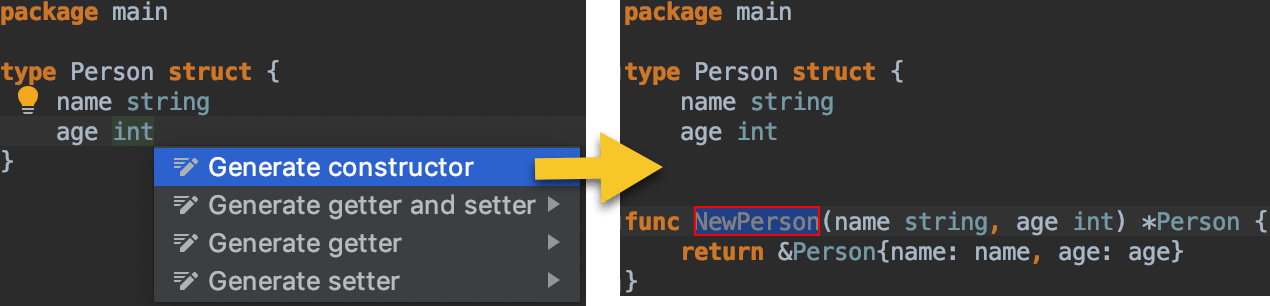 package main
type Person struct {
name string
age int
}
Generate constructor
Generate getter and setter
Generate getter
Generate setter
package main
type Person struct {
name string
age int
func NewPerson(name string, age int) *Person {
return &Person{name: name, age: age}
}